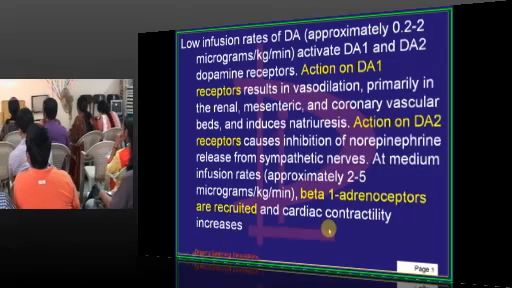 Low infusion rates of DA (approximately 0.2-2
micrograms/kg/min) activate DA1 and DA2
dopamine receptors. Action on DA1
receptors results in vasodilation, primarily in
the renal, mesenteric, and coronary vascular
beds, and induces natriuresis. Action on DA2
receptors causes inhibition of norepinephrine
release from sympathetic nerves. At medium
infusion rates (approximately 2-5
micrograms/kg/min), beta 1-adrenoceptors
are recruited and cardiac contractility
increases
Page 1